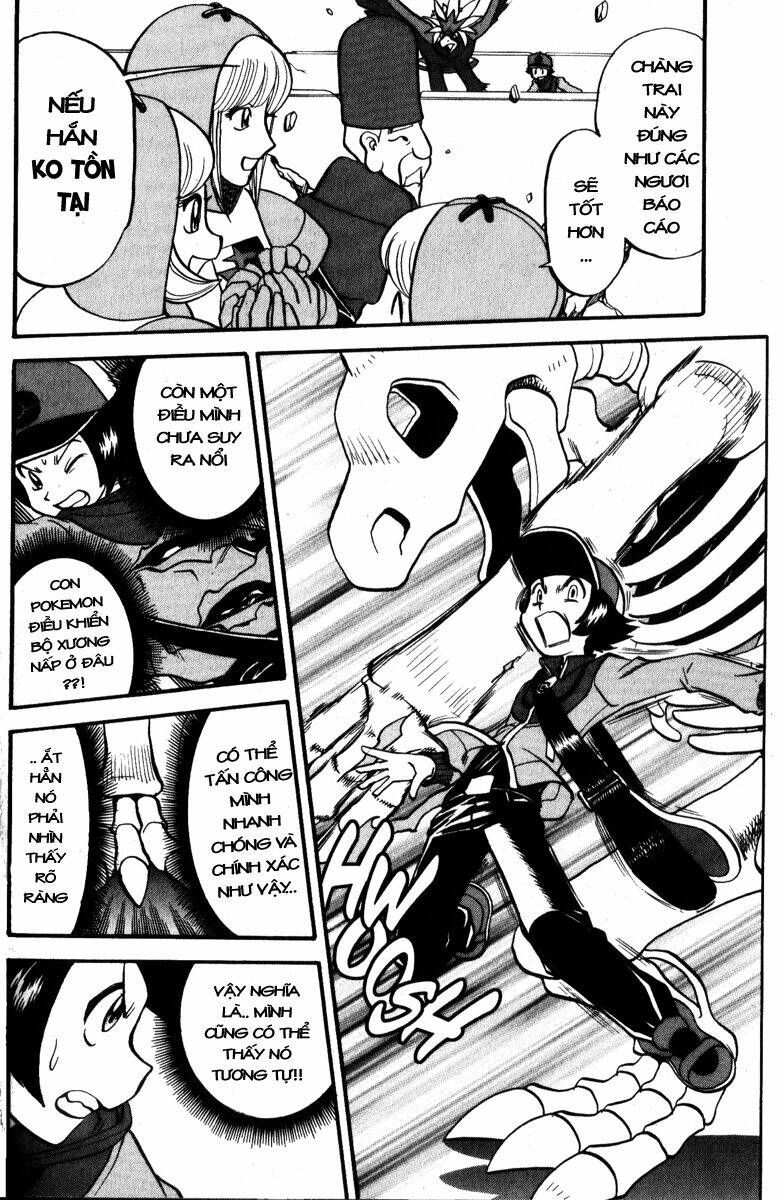 CHÀNG
TRAI
NÀY
ĐÚNG
NHƯ CÁC
NGƯƠI
BÁO
CÁO
SẼ
TỐT
HƠN
...
NẾU
HẮN
KO TỒN
TẠI
CÒN MỘT
ĐIỀU MÌNH
CHƯA SUY
RA NỔI
CON
POKEMON
ĐIỀU KHIỂN
BỘ XƯƠNG
NẤP Ở ĐÂU
??!
CÓ THỂ
TẤN CÔNG
MÌNH
NHANH
CHÓNG VÀ
CHÍNH XÁC
NHƯ VẬY..
.. ẮT
HẲN
NÓ
PHẢI
NHÌN
THẤY
RÕ
RÀNG
VẬY NGHĨA
LÀ.. MÌNH
CŨNG CÓ THỂ
THẤY NÓ
TƯƠNG TỰ!!
HWOOSH